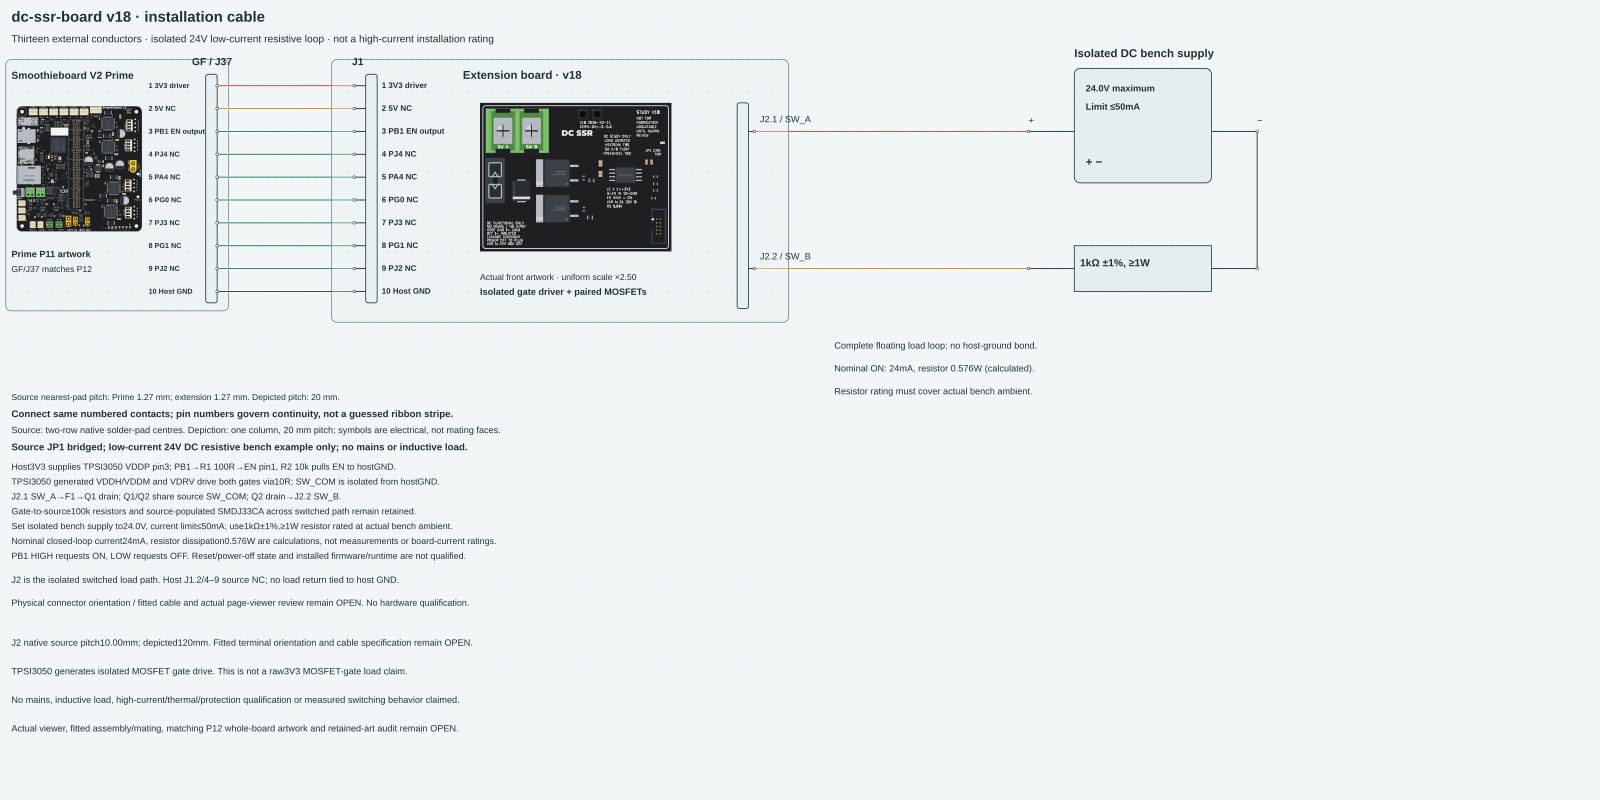 dc-ssr-board v18 · installation cable
Thirteen external conductors · isolated 24V low-current resistive loop · not a high-current installation rating
GF / J37
Smoothieboard V2 Prime
1 3V3 driver
2 5V NC
3 PB1 EN output
4 PJ4 NC
5 PA4 NC
6 PG0 NC
7 PJ3 NC
8 PG1 NC
9 PJ2 NC
10 Host GND
Prime P11 artwork
GF/J37 matches P12
J1
Extension board · v18
1 3V3 driver
2 5V NC
3 PB1 EN output
4 PJ4 NC
5 PA4 NC
6 PG0 NC
7 PJ3 NC
8 PG1 NC
9 PJ2 NC
10 Host GND
DC SSR
SW A
SW B
STUDY V18
Actual front artwork · uniform scale ×2.50
Isolated gate driver + paired MOSFETs
J2.1 / SW_A
J2.2 / SW_B
Isolated DC bench supply
24.0V maximum
Limit ≤50mA
+ −
+
−
1kΩ ±1%, ≥1W
Complete floating load loop; no host-ground bond.
Nominal ON: 24mA, resistor 0.576W (calculated).
Resistor rating must cover actual bench ambient.
Source nearest-pad pitch: Prime 1.27 mm; extension 1.27 mm. Depicted pitch: 20 mm.
Connect same numbered contacts; pin numbers govern continuity, not a guessed ribbon stripe.
Source: two-row native solder-pad centres. Depiction: one column, 20 mm pitch; symbols are electrical, not mating faces.
Source JP1 bridged; low-current 24V DC resistive bench example only; no mains or inductive load.
Host3V3 supplies TPSI3050 VDDP pin3; PB1→R1 100R→EN pin1, R2 10k pulls EN to hostGND.
TPSI3050 generated VDDH/VDDM and VDRV drive both gates via10R; SW_COM is isolated from hostGND.
J2.1 SW_A→F1→Q1 drain; Q1/Q2 share source SW_COM; Q2 drain→J2.2 SW_B.
Gate-to-source100k resistors and source-populated SMDJ33CA across switched path remain retained.
Set isolated bench supply to24.0V, current limit≤50mA; use1kΩ±1%,≥1W resistor rated at actual bench ambient.
Nominal closed-loop current24mA, resistor dissipation0.576W are calculations, not measurements or board-current ratings.
PB1 HIGH requests ON, LOW requests OFF. Reset/power-off state and installed firmware/runtime are not qualified.
J2 is the isolated switched load path. Host J1.2/4–9 source NC; no load return tied to host GND.
Physical connector orientation / fitted cable and actual page-viewer review remain OPEN. No hardware qualification.
J2 native source pitch10.00mm; depicted120mm. Fitted terminal orientation and cable specification remain OPEN.
TPSI3050 generates isolated MOSFET gate drive. This is not a raw3V3 MOSFET-gate load claim.
No mains, inductive load, high-current/thermal/protection qualification or measured switching behavior claimed.
Actual viewer, fitted assembly/mating, matching P12 whole-board artwork and retained-art audit remain OPEN.